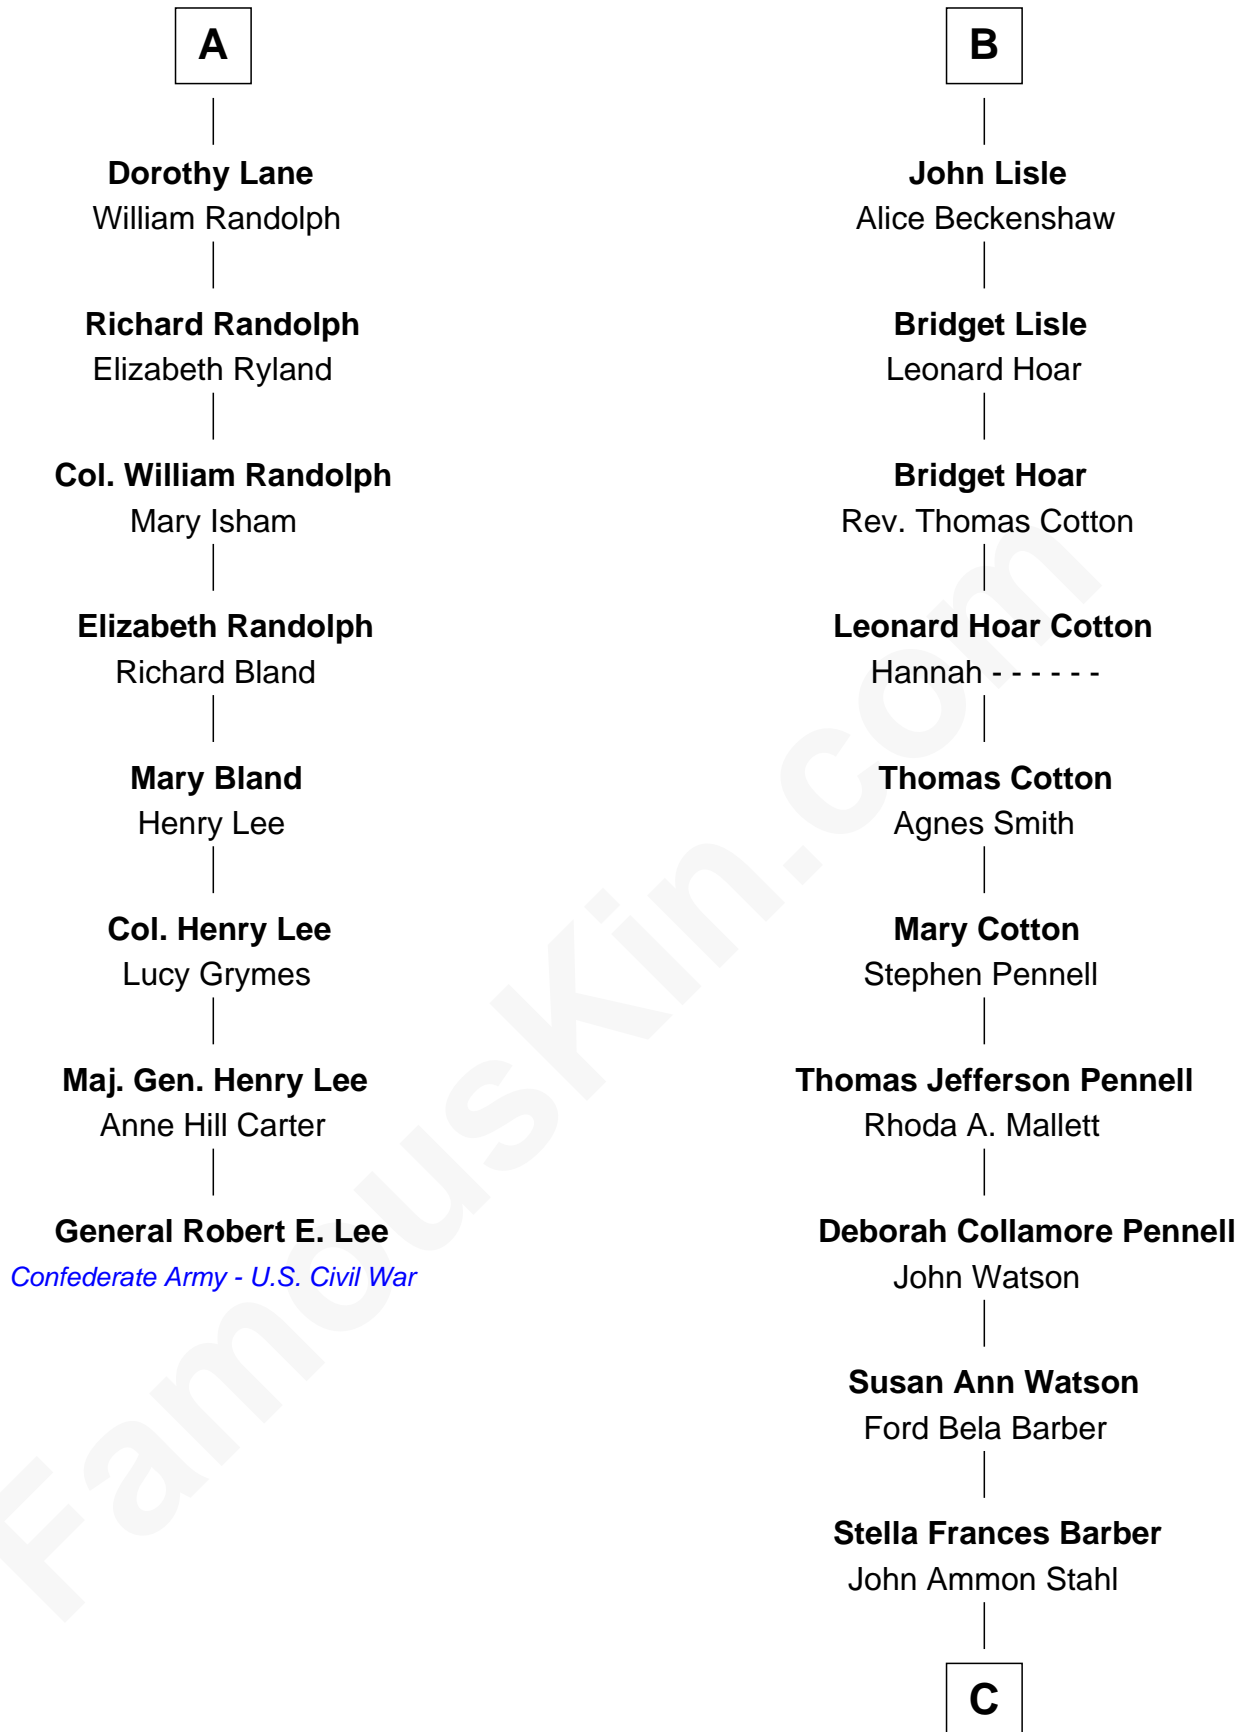 A
Dorothy Lane
William Randolph
Richard Randolph
Elizabeth Ryland
Col. William Randolph
Mary Isham
Elizabeth Randolph
Richard Bland
Mary Bland
Henry Lee
Col. Henry Lee
Lucy Grymes
Maj. Gen. Henry Lee
Anne Hill Carter
General Robert E. Lee
Confederate Army - U.S. Civil War
B
John Lisle
Alice Beckenshaw
Bridget Lisle
Leonard Hoar
Bridget Hoar
Rev. Thomas Cotton
Leonard Hoar Cotton
Hannah - - - - - -
Thomas Cotton
Agnes Smith
Mary Cotton
Stephen Pennell
Thomas Jefferson Pennell
Rhoda A. Mallett
Deborah Collamore Pennell
John Watson
Susan Ann Watson
Ford Bela Barber
Stella Frances Barber
John Ammon Stahl
C
FamousKin.com